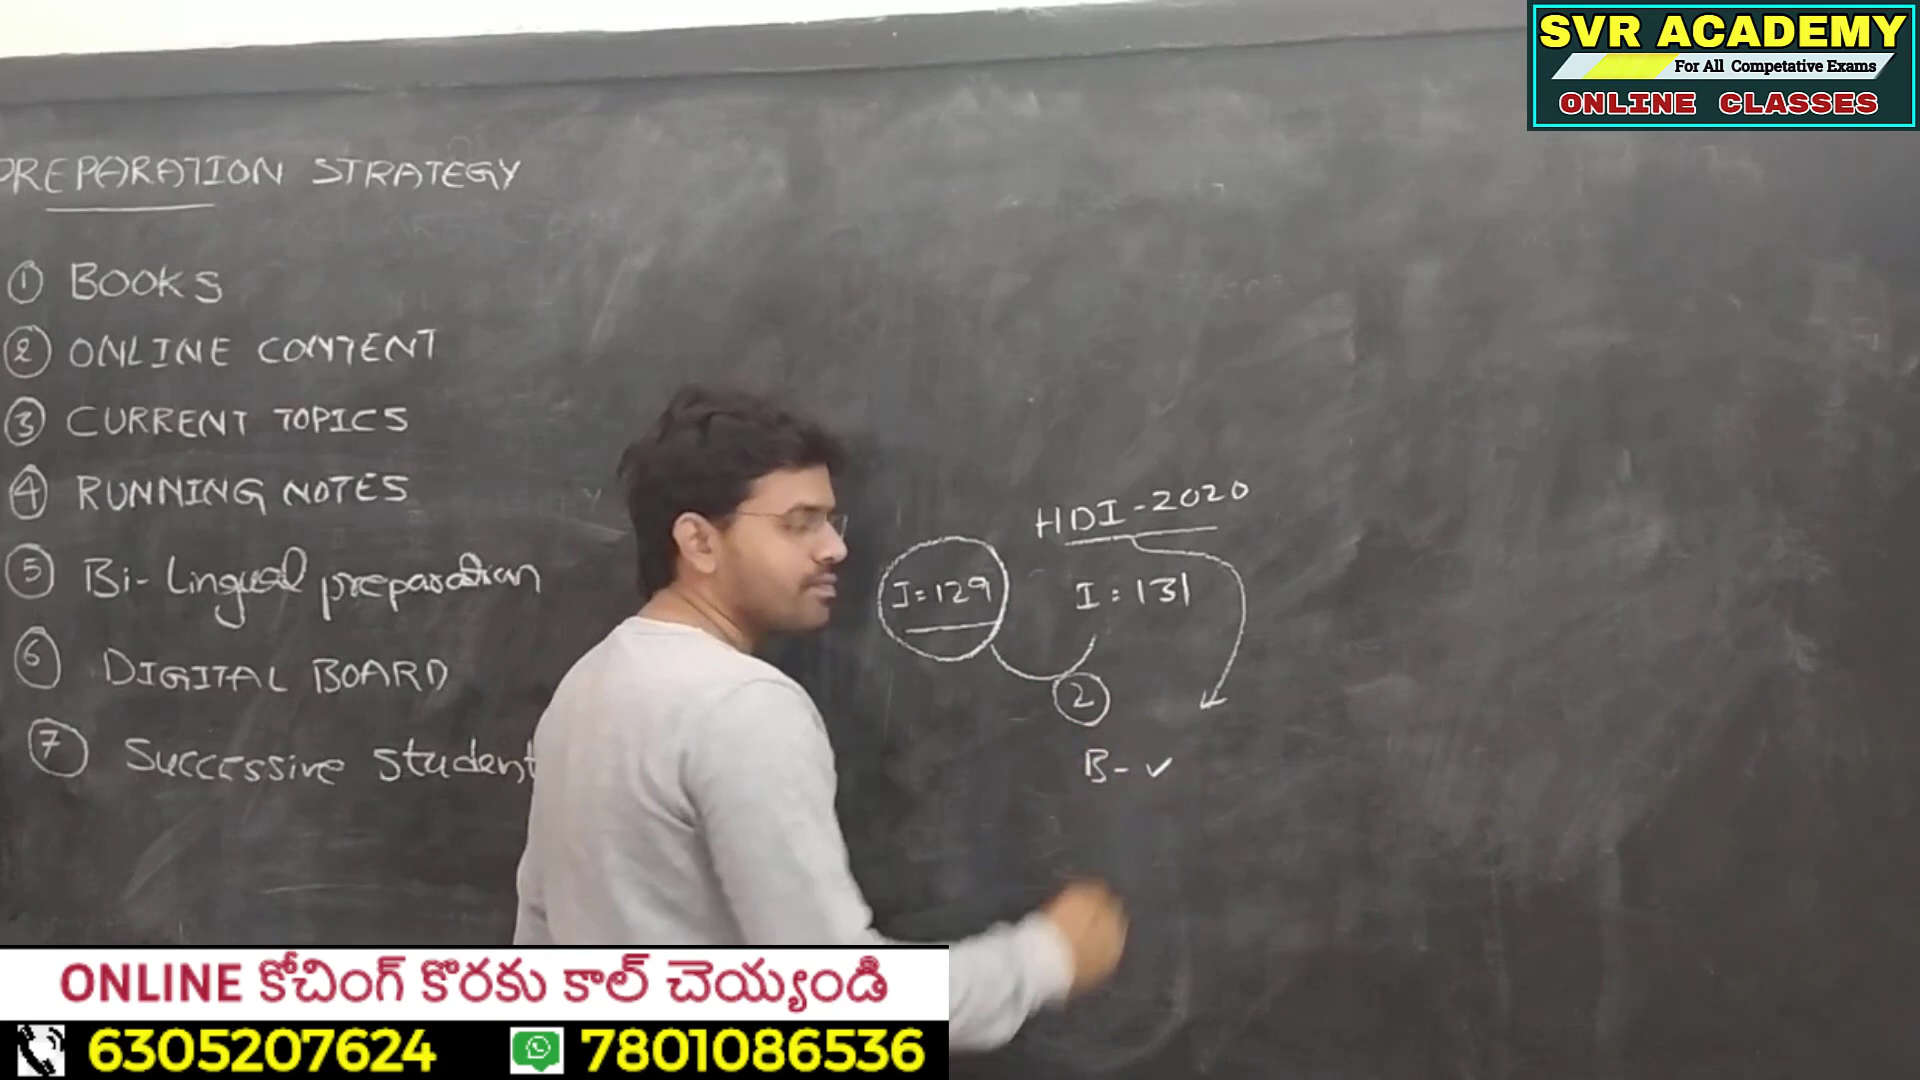 SVR ACADEMY
For All Competative Exams
ONLINE CLASSES
PREPARATION STRATEGY
1 BOOKS
2 ONLINE CONTENT
3 CURRENT TOPICS
4 RUNNING NOTES
5 Bi-Lingual preparation
6 DIGITAL BOARD
7 Successive student
HDI-2020
I=129 I:131
2
B-✓
ONLINE కోచింగ్ కొరకు కాల్ చెయ్యండి
6305207624 7801086536